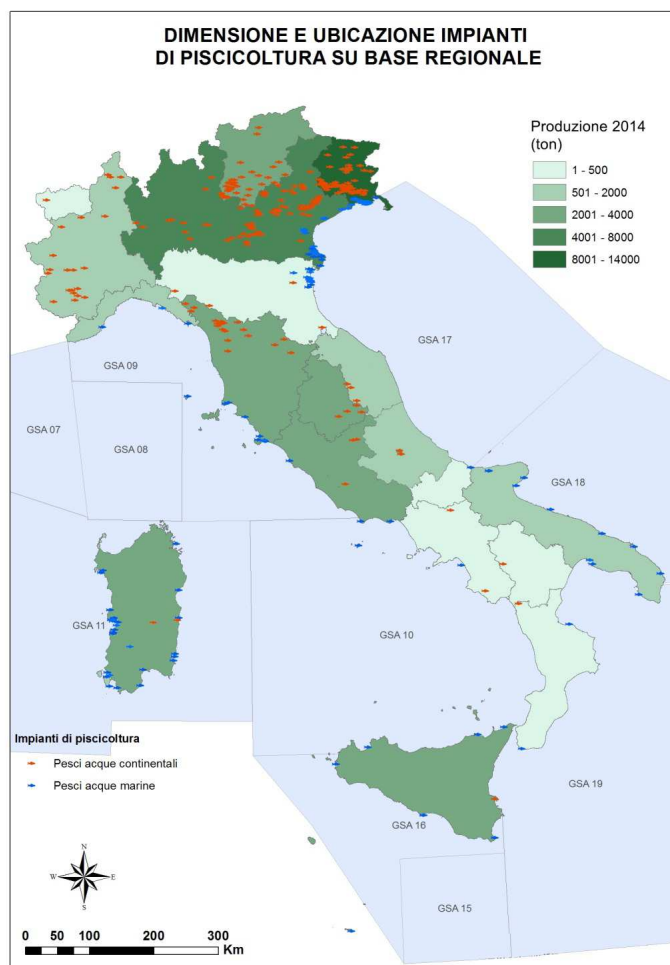 DIMENSIONE E UBICAZIONE IMPIANTI
DI PISCICOLTURA SU BASE REGIONALE
Produzione 2014
(ton)
1 - 500
501 - 2000
2001 - 4000
4001 - 8000
8001 - 14000
GSA 17
GSA 09
GSA 07
GSA 08
GSA 18
GSA 11
GSA 10
Impianti di piscicoltura
Pesci acque continentali
Pesci acque marine
GSA 19
GSA 16
GSA 15
N
W
E
S
0 25 50 100 150 200
Km